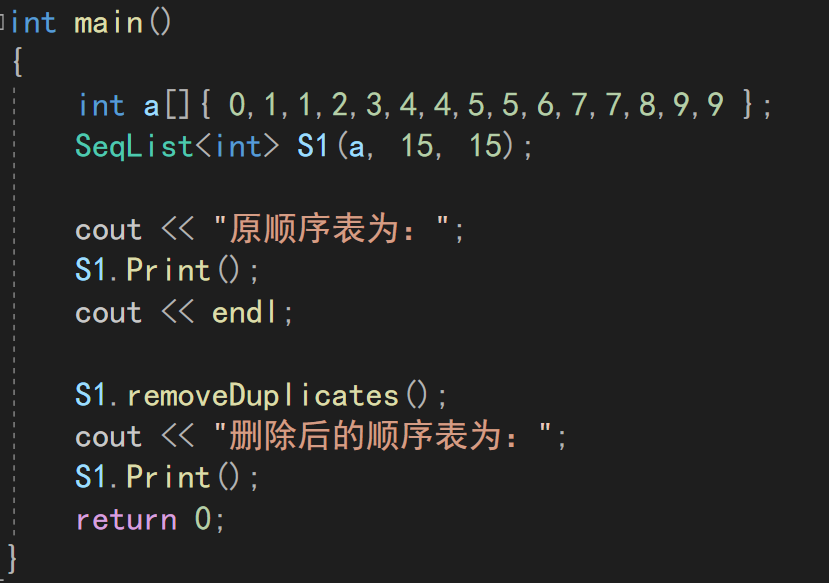 int main()
{
int a[]{ 0,1,1,2,3,4,4,5,5,6,7,7,8,9,9 };
SeqList<int> S1(a, 15, 15);
cout << "原顺序表为：";
S1.Print();
cout << endl;
S1.removeDuplicates();
cout << "删除后的顺序表为：";
S1.Print();
return 0;
}